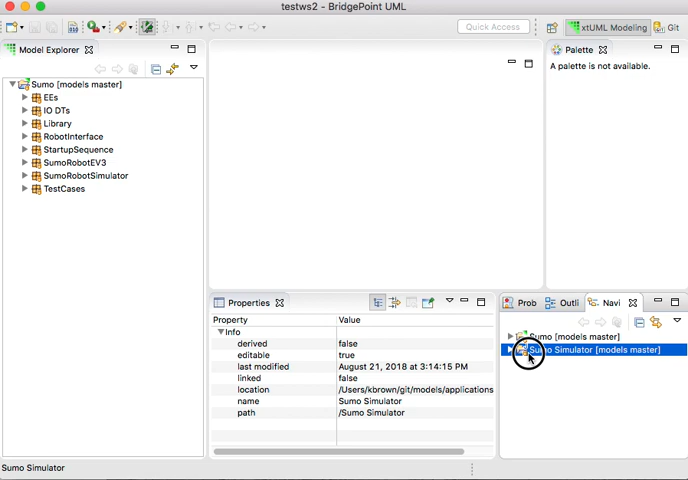 testws2 - BridgePoint UML
Quick Access
xtUML Modeling
Git
Model Explorer
Sumo [models master]
EEs
IO DTs
Library
RobotInterface
StartupSequence
SumoRobotEV3
SumoRobotSimulator
TestCases
Palette
A palette is not available.
Properties
Property Value
Info
derived false
editable true
last modified August 21, 2018 at 3:14:15 PM
linked false
location /Users/kbrown/git/models/applications
name Sumo Simulator
path /Sumo Simulator
Prob Outli Navi
Sumo [models master]
Sumo Simulator [models master]
Sumo Simulator